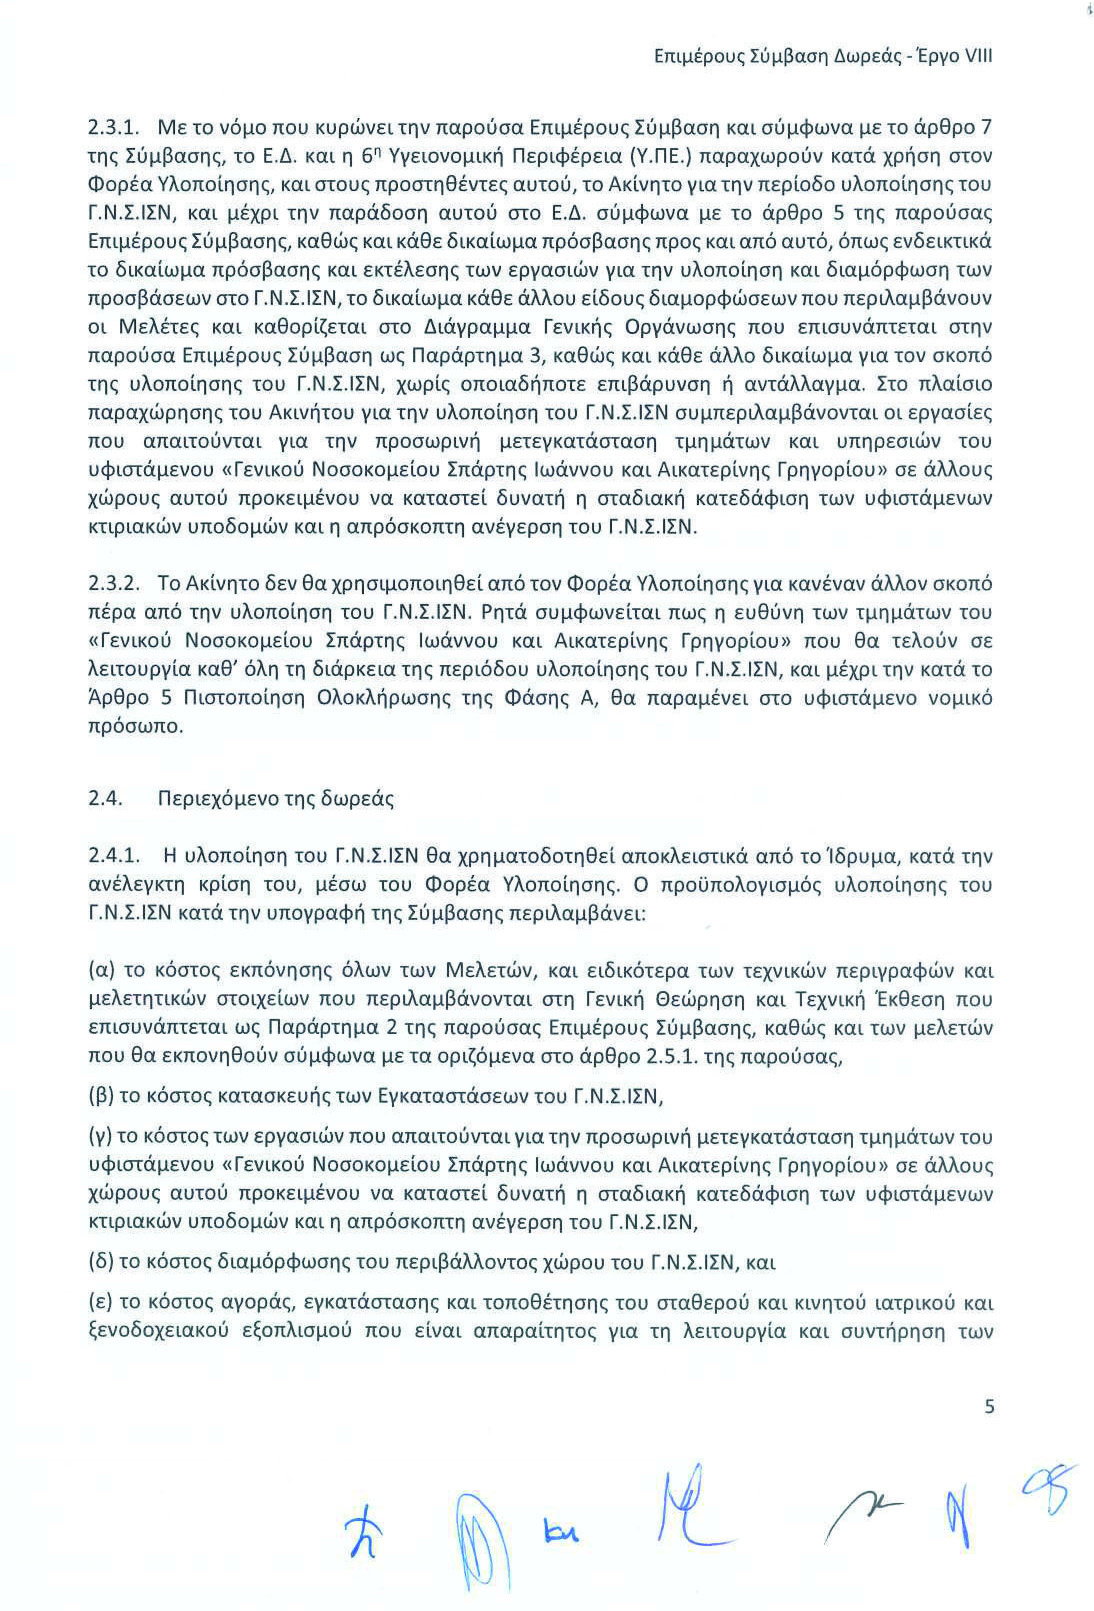 Επιμέρους Σύμβαση Δωρεάς - Έργο VIII
2.3.1. Με το νόμο που κυρώνει την παρούσα Επιμέρους Σύμβαση και σύμφωνα με το άρθρο 7
της Σύμβασης, το Ε.Δ. και η 6η Υγειονομική Περιφέρεια (Υ.ΠΕ.) παραχωρούν κατά χρήση στον
Φορέα Υλοποίησης, και στους προστηθέντες αυτού, το Ακίνητο για την περίοδο υλοποίησης του
Γ.Ν.Σ.ΙΣΝ, και μέχρι την παράδοση αυτού στο Ε.Δ. σύμφωνα με το άρθρο 5 της παρούσας
Επιμέρους Σύμβασης, καθώς και κάθε δικαίωμα πρόσβασης προς και από αυτό, όπως ενδεικτικά
το δικαίωμα πρόσβασης και εκτέλεσης των εργασιών για την υλοποίηση και διαμόρφωση των
προσβάσεων στο Γ.Ν.Σ.ΙΣΝ, το δικαίωμα κάθε άλλου είδους διαμορφώσεων που περιλαμβάνουν
οι Μελέτες και καθορίζεται στο Διάγραμμα Γενικής Οργάνωσης που επισυνάπτεται στην
παρούσα Επιμέρους Σύμβαση ως Παράρτημα 3, καθώς και κάθε άλλο δικαίωμα για τον σκοπό
της υλοποίησης του Γ.Ν.Σ.ΙΣΝ, χωρίς οποιαδήποτε επιβάρυνση ή αντάλλαγμα. Στο πλαίσιο
παραχώρησης του Ακινήτου για την υλοποίηση του Γ.Ν.Σ.ΙΣΝ συμπεριλαμβάνονται οι εργασίες
που απαιτούνται για την προσωρινή μετεγκατάσταση τμημάτων και υπηρεσιών του
υφιστάμενου «Γενικού Νοσοκομείου Σπάρτης Ιωάννου και Αικατερίνης Γρηγορίου» σε άλλους
χώρους αυτού προκειμένου να καταστεί δυνατή η σταδιακή κατεδάφιση των υφιστάμενων
κτιριακών υποδομών και η απρόσκοπτη ανέγερση του Γ.Ν.Σ.ΙΣΝ.
2.3.2. Το Ακίνητο δεν θα χρησιμοποιηθεί από τον Φορέα Υλοποίησης για κανέναν άλλον σκοπό
πέρα από την υλοποίηση του Γ.Ν.Σ.ΙΣΝ. Ρητά συμφωνείται πως η ευθύνη των τμημάτων του
«Γενικού Νοσοκομείου Σπάρτης Ιωάννου και Αικατερίνης Γρηγορίου» που θα τελούν σε
λειτουργία καθ' όλη τη διάρκεια της περιόδου υλοποίησης του Γ.Ν.Σ.ΙΣΝ, και μέχρι την κατά το
Άρθρο 5 Πιστοποίηση Ολοκλήρωσης της Φάσης Α, θα παραμένει στο υφιστάμενο νομικό
πρόσωπο.
2.4. Περιεχόμενο της δωρεάς
2.4.1. Η υλοποίηση του Γ.Ν.Σ.ΙΣΝ θα χρηματοδοτηθεί αποκλειστικά από το Ίδρυμα, κατά την
ανέλεγκτη κρίση του, μέσω του Φορέα Υλοποίησης. Ο προϋπολογισμός υλοποίησης του
Γ.Ν.Σ.ΙΣΝ κατά την υπογραφή της Σύμβασης περιλαμβάνει:
(α) το κόστος εκπόνησης όλων των Μελετών, και ειδικότερα των τεχνικών περιγραφών και
μελετητικών στοιχείων που περιλαμβάνονται στη Γενική Θεώρηση και Τεχνική Έκθεση που
επισυνάπτεται ως Παράρτημα 2 της παρούσας Επιμέρους Σύμβασης, καθώς και των μελετών
που θα εκπονηθούν σύμφωνα με τα οριζόμενα στο άρθρο 2.5.1. της παρούσας,
(β) το κόστος κατασκευής των Εγκαταστάσεων του Γ.Ν.Σ.ΙΣΝ,
(γ) το κόστος των εργασιών που απαιτούνται για την προσωρινή μετεγκατάσταση τμημάτων του
υφιστάμενου «Γενικού Νοσοκομείου Σπάρτης Ιωάννου και Αικατερίνης Γρηγορίου» σε άλλους
χώρους αυτού προκειμένου να καταστεί δυνατή η σταδιακή κατεδάφιση των υφιστάμενων
κτιριακών υποδομών και η απρόσκοπτη ανέγερση του Γ.Ν.Σ.ΙΣΝ,
(δ) το κόστος διαμόρφωσης του περιβάλλοντος χώρου του Γ.Ν.Σ.ΙΣΝ, και
(ε) το κόστος αγοράς, εγκατάστασης και τοποθέτησης του σταθερού και κινητού ιατρικού και
ξενοδοχειακού εξοπλισμού που είναι απαραίτητος για τη λειτουργία και συντήρηση των
5